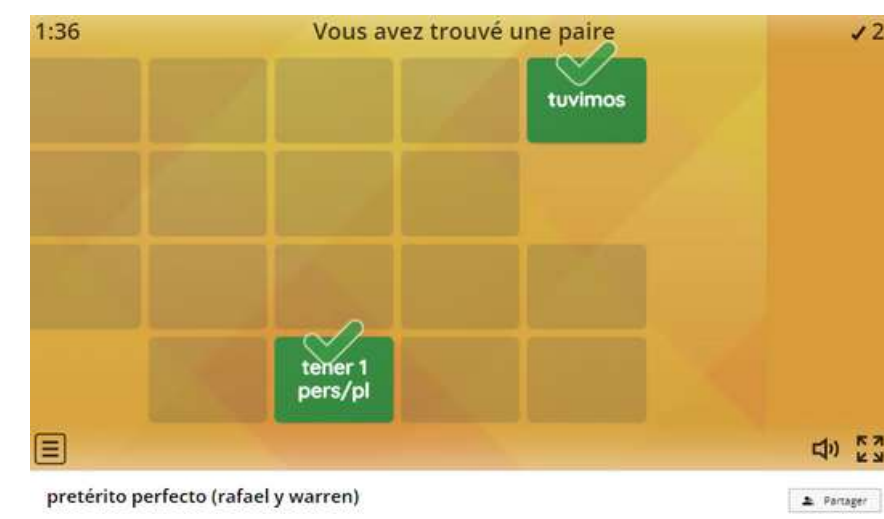 1:36
Vous avez trouvé une paire
✓ 2
tuvimos
tener 1
pers/pl
pretérito perfecto (rafael y warren)
Partager